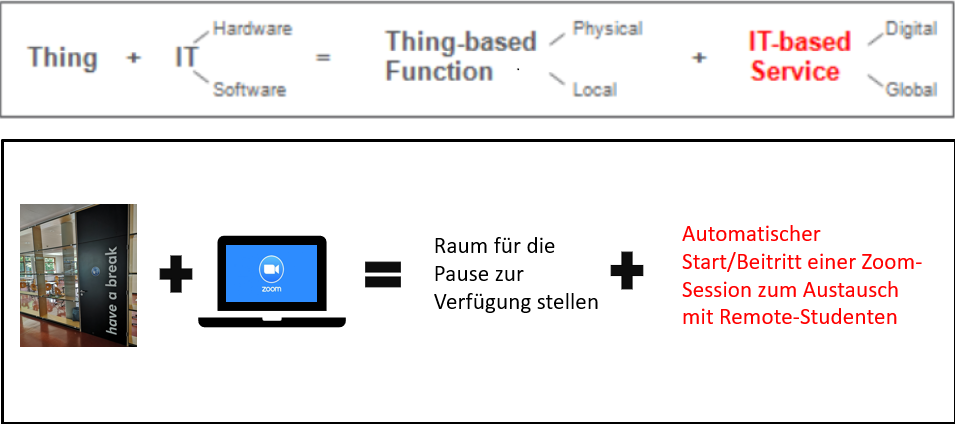 Hardware
Thing + IT = Thing-based Function Physical + IT-based Service Digital
Software
Local
Global
have a break
zoom
Raum für die
Pause zur
Verfügung stellen
Automatischer
Start/Beitritt einer Zoom-
Session zum Austausch
mit Remote-Studenten